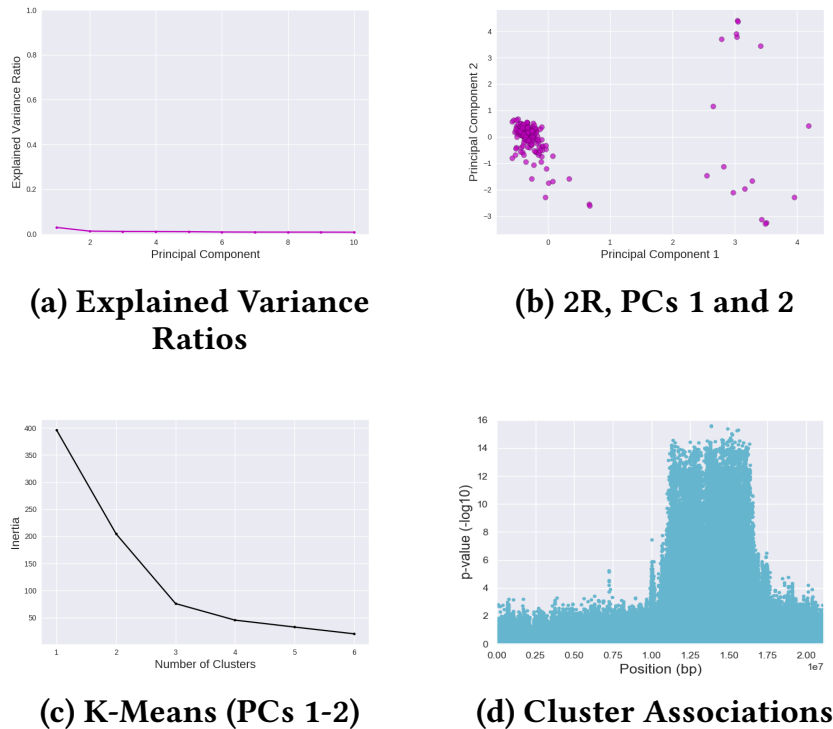 1.0
0.8
0.6
0.4
0.2
0.0
Explained Variance Ratio
2 4 6 8 10
Principal Component
(a) Explained Variance
Ratios
4
3
2
1
0
−1
−2
−3
Principal Component 2
0 1 2 3 4
Principal Component 1
(b) 2R, PCs 1 and 2
400
350
300
250
200
150
100
50
Inertia
1 2 3 4 5 6
Number of Clusters
(c) K-Means (PCs 1-2)
16
14
12
10
8
6
4
2
0
p-value (-log10)
0.00 0.25 0.50 0.75 1.00 1.25 1.50 1.75 2.00
1e7
Position (bp)
(d) Cluster Associations